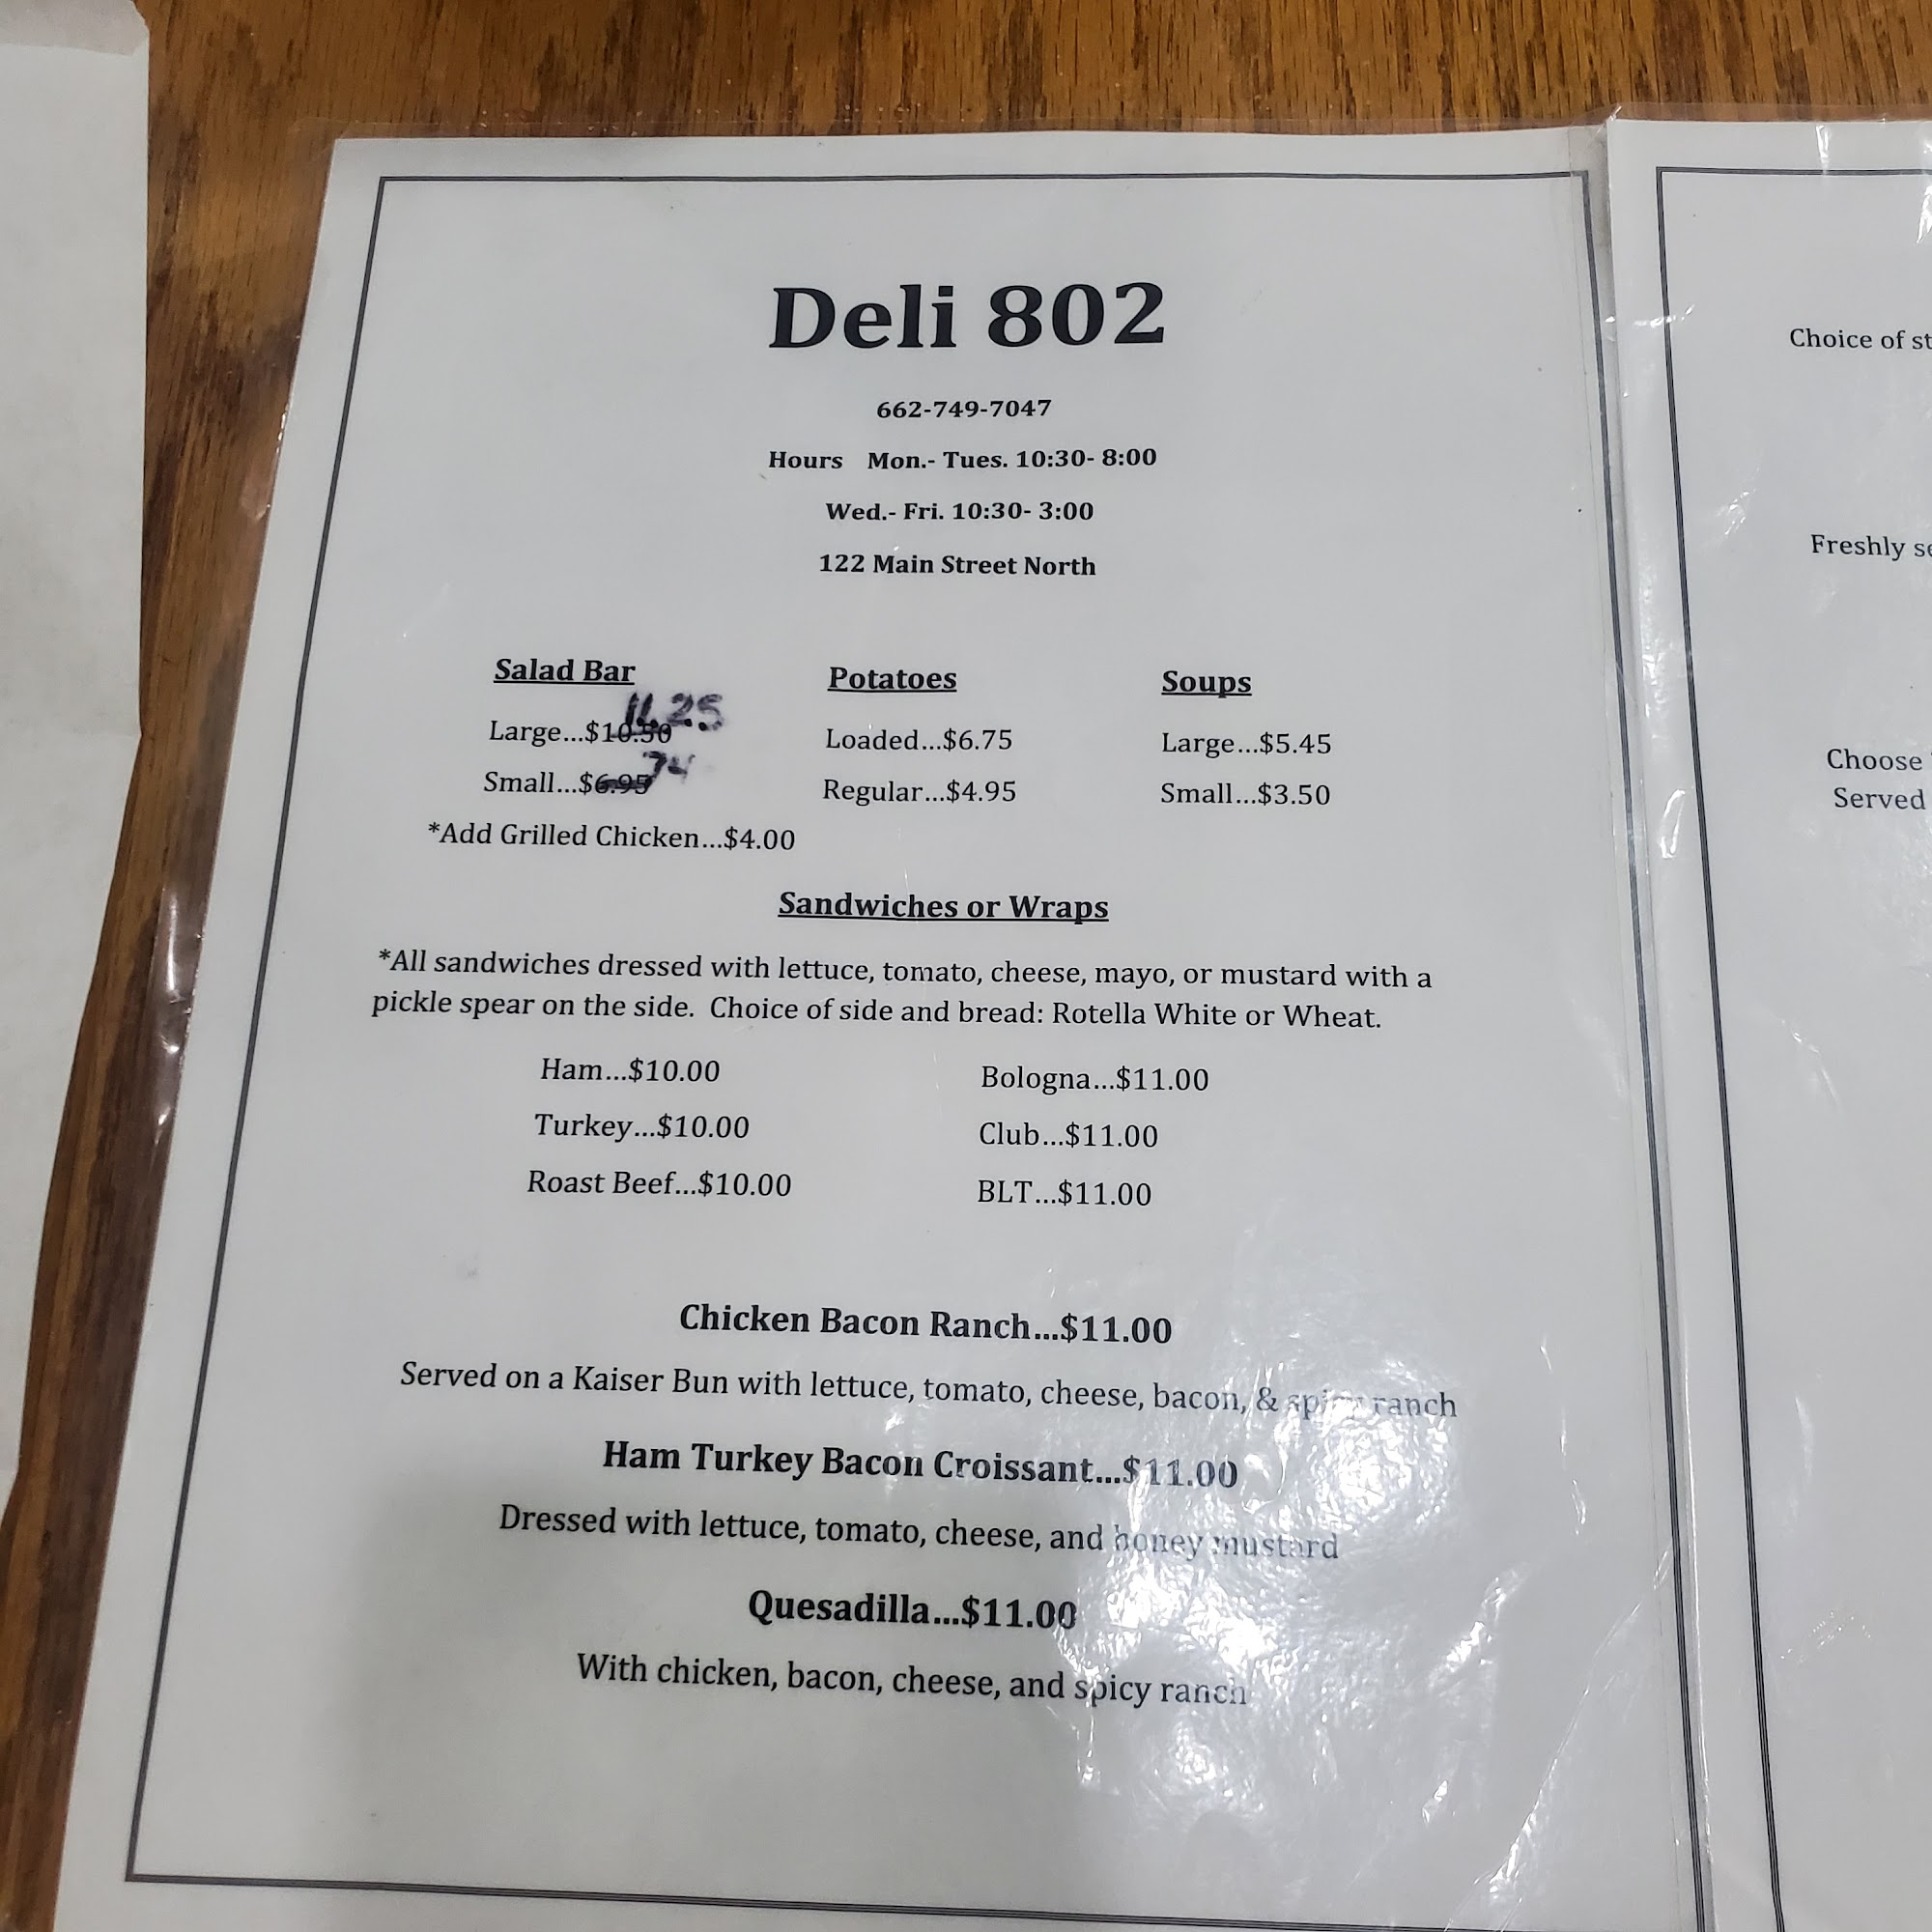 Deli 802
662-749-7047
Hours Mon.- Tues. 10:30- 8:00
Wed.- Fri. 10:30- 3:00
122 Main Street North
Salad Bar
Large...$10.50 11.25
Small...$6.95
*Add Grilled Chicken...$4.00
Potatoes
Loaded...$6.75
Regular...$4.95
Soups
Large...$5.45
Small...$3.50
Sandwiches or Wraps
*All sandwiches dressed with lettuce, tomato, cheese, mayo, or mustard with a
pickle spear on the side. Choice of side and bread: Rotella White or Wheat.
Ham...$10.00
Turkey...$10.00
Roast Beef...$10.00
Bologna...$11.00
Club...$11.00
BLT...$11.00
Chicken Bacon Ranch...$11.00
Served on a Kaiser Bun with lettuce, tomato, cheese, bacon, & spicy ranch
Ham Turkey Bacon Croissant...$11.00
Dressed with lettuce, tomato, cheese, and honey mustard
Quesadilla...$11.00
With chicken, bacon, cheese, and spicy ranch
Choice of
Freshly
Choose
Served